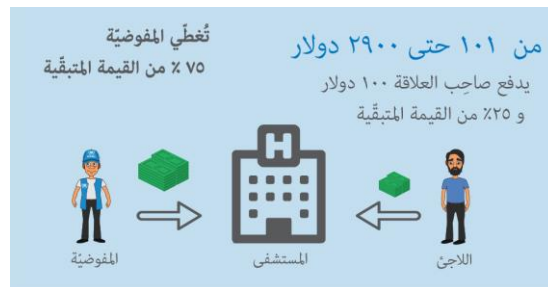 من ١٠١ حتى ٢٩٠٠ دولار
يدفع صاحِب العلاقة ١٠٠ دولار
و ٢٥٪ من القيمة المتبقّية
تُغطّي المفوضيّة
٧٥ ٪ من القيمة المتبقّية
H
اللاجئ
المستشفى
المفوضيّة